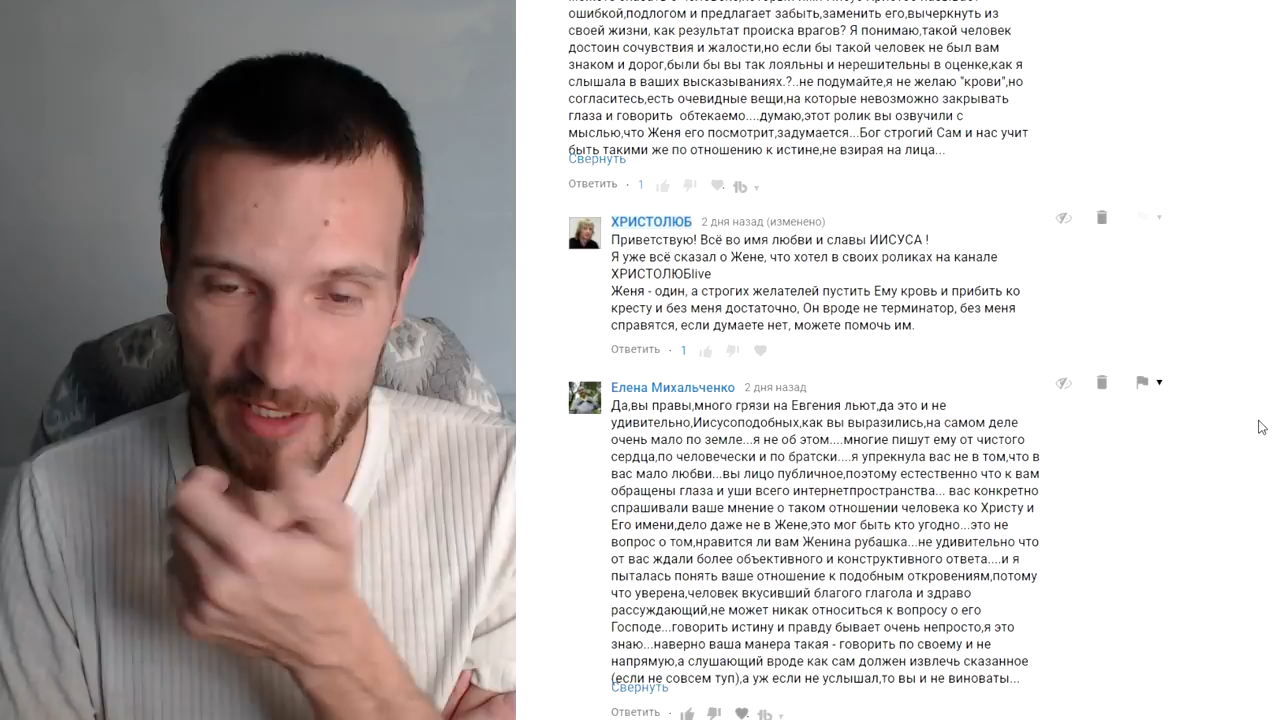 ошибкой,подлогом и предлагает забыть,заменить его,вычеркнуть из
своей жизни, как результат происка врагов? Я понимаю,такой человек
достоин сочувствия и жалости,но если бы такой человек не был вам
знаком и дорог,были бы вы так лояльны и нерешительны в оценке,как я
слышала в ваших высказываниях.?..не подумайте,я не желаю "крови",но
согласитесь,есть очевидные вещи,на которые невозможно закрывать
глаза и говорить обтекаемо....думаю,этот ролик вы озвучили с
мыслью,что Женя его посмотрит,задумается...Бог строгий Сам и нас учит
быть такими же по отношению к истине,не взирая на лица...
Свернуть
Ответить · 1
ХРИСТОЛЮБ 2 дня назад (изменено)
Приветствую! Всё во имя любви и славы ИИСУСА !
Я уже всё сказал о Жене, что хотел в своих роликах на канале
ХРИСТОЛЮБlive
Женя - один, а строгих желателей пустить Ему кровь и прибить ко
кресту и без меня достаточно, Он вроде не терминатор, без меня
справятся, если думаете нет, можете помочь им.
Ответить · 1
Елена Михальченко 2 дня назад
Да,вы правы,много грязи на Евгения льют,да это и не
удивительно,Иисусоподобных,как вы выразились,на самом деле
очень мало по земле...я не об этом....многие пишут ему от чистого
сердца,по человечески и по братски....я упрекнула вас не в том,что в
вас мало любви...вы лицо публичное,поэтому естественно что к вам
обращены глаза и уши всего интернетпространства... вас конкретно
спрашивали ваше мнение о таком отношении человека ко Христу и
Его имени,дело даже не в Жене,это мог быть кто угодно...это не
вопрос о том,нравится ли вам Женина рубашка...не удивительно что
от вас ждали более объективного и конструктивного ответа....и я
пыталась понять ваше отношение к подобным откровениям,потому
что уверена,человек вкусивший благого глагола и здраво
рассуждающий,не может никак относиться к вопросу о его
Господе...говорить истину и правду бывает очень непросто,я это
знаю...наверно ваша манера такая - говорить по своему и не
напрямую,а слушающий вроде как сам должен извлечь сказанное
(если не совсем туп),а уж если не услышал,то вы и не виноваты...
Свернуть
Ответить ·